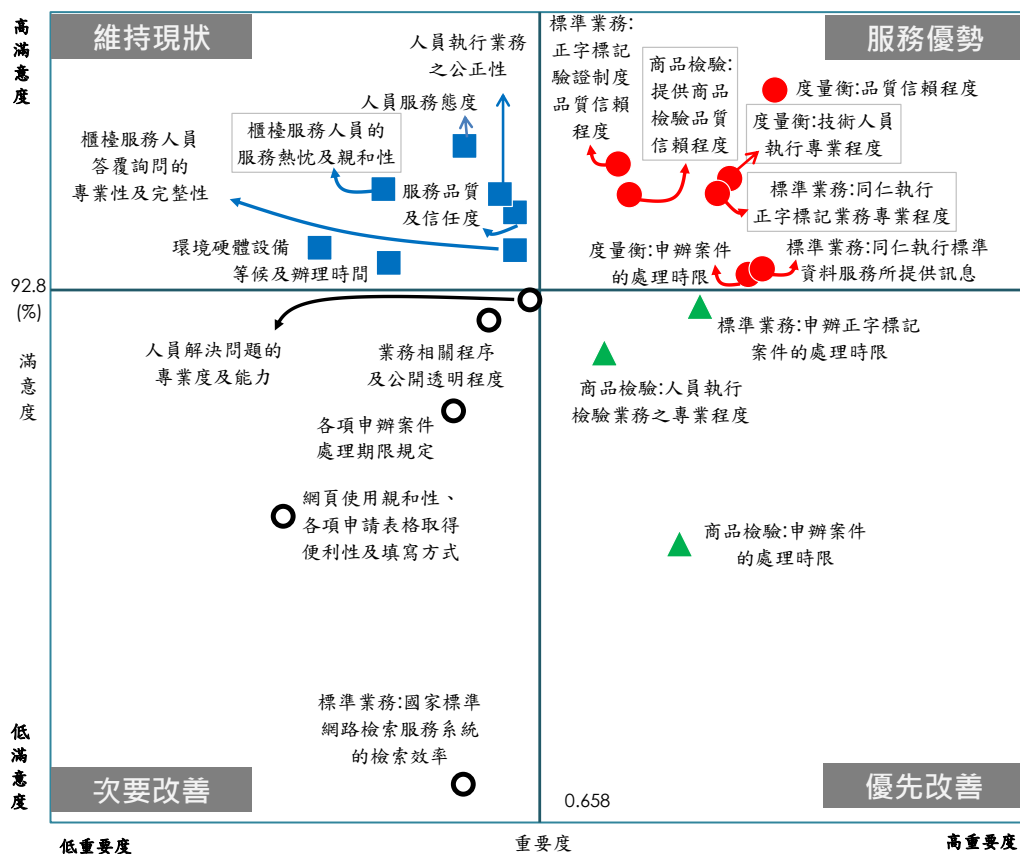 高滿意度
維持現狀
服務優勢
人員執行業務
之公正性
人員服務態度
櫃檯服務人員
答覆詢問的
專業性及完整性
櫃檯服務人員的
服務熱忱及親和性
服務品質
及信任度
環境硬體設備
等候及辦理時間
標準業務:
正字標記
驗證制度
品質信賴
程度
商品檢驗:
提供商品
檢驗品質
信賴程度
度量衡:品質信賴程度
度量衡:技術人員
執行專業程度
標準業務:同仁執行
正字標記業務專業程度
度量衡:申辦案件
的處理時限
標準業務:同仁執行標準
資料服務所提供訊息
92.8
(%)
滿意度
人員解決問題的
專業度及能力
業務相關程序
及公開透明程度
各項申辦案件
處理期限規定
網頁使用親和性、
各項申請表格取得
便利性及填寫方式
標準業務:國家標準
網路檢索服務系統
的檢索效率
標準業務:申辦正字標記
案件的處理時限
商品檢驗:人員執行
檢驗業務之專業程度
商品檢驗:申辦案件
的處理時限
低滿意度
次要改善
0.658
優先改善
低重要度
重要度
高重要度